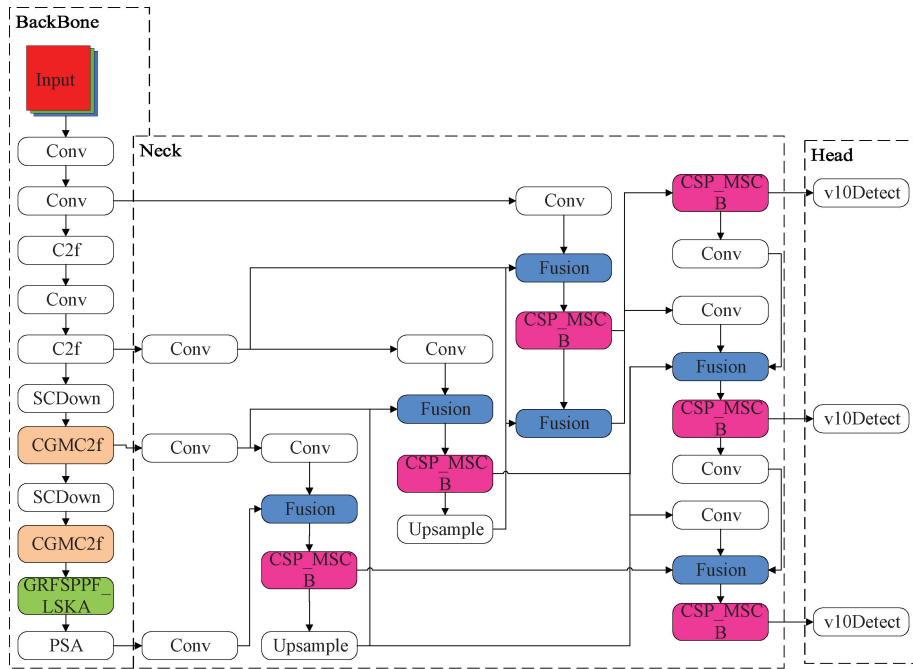 BackBone
Input
Conv
Conv
C2f
Conv
C2f
SCDown
CGMC2f
SCDown
CGMC2f
GRFSPPF_
LSKA
PSA
Neck
Conv
Conv
Conv
Conv
Fusion
CSP_MSC
B
Upsample
Conv
Fusion
CSP_MSC
B
Upsample
Conv
Fusion
CSP_MSC
B
Fusion
CSP_MSC
B
Conv
Conv
Fusion
CSP_MSC
B
Conv
Conv
Fusion
CSP_MSC
B
Head
v10Detect
v10Detect
v10Detect